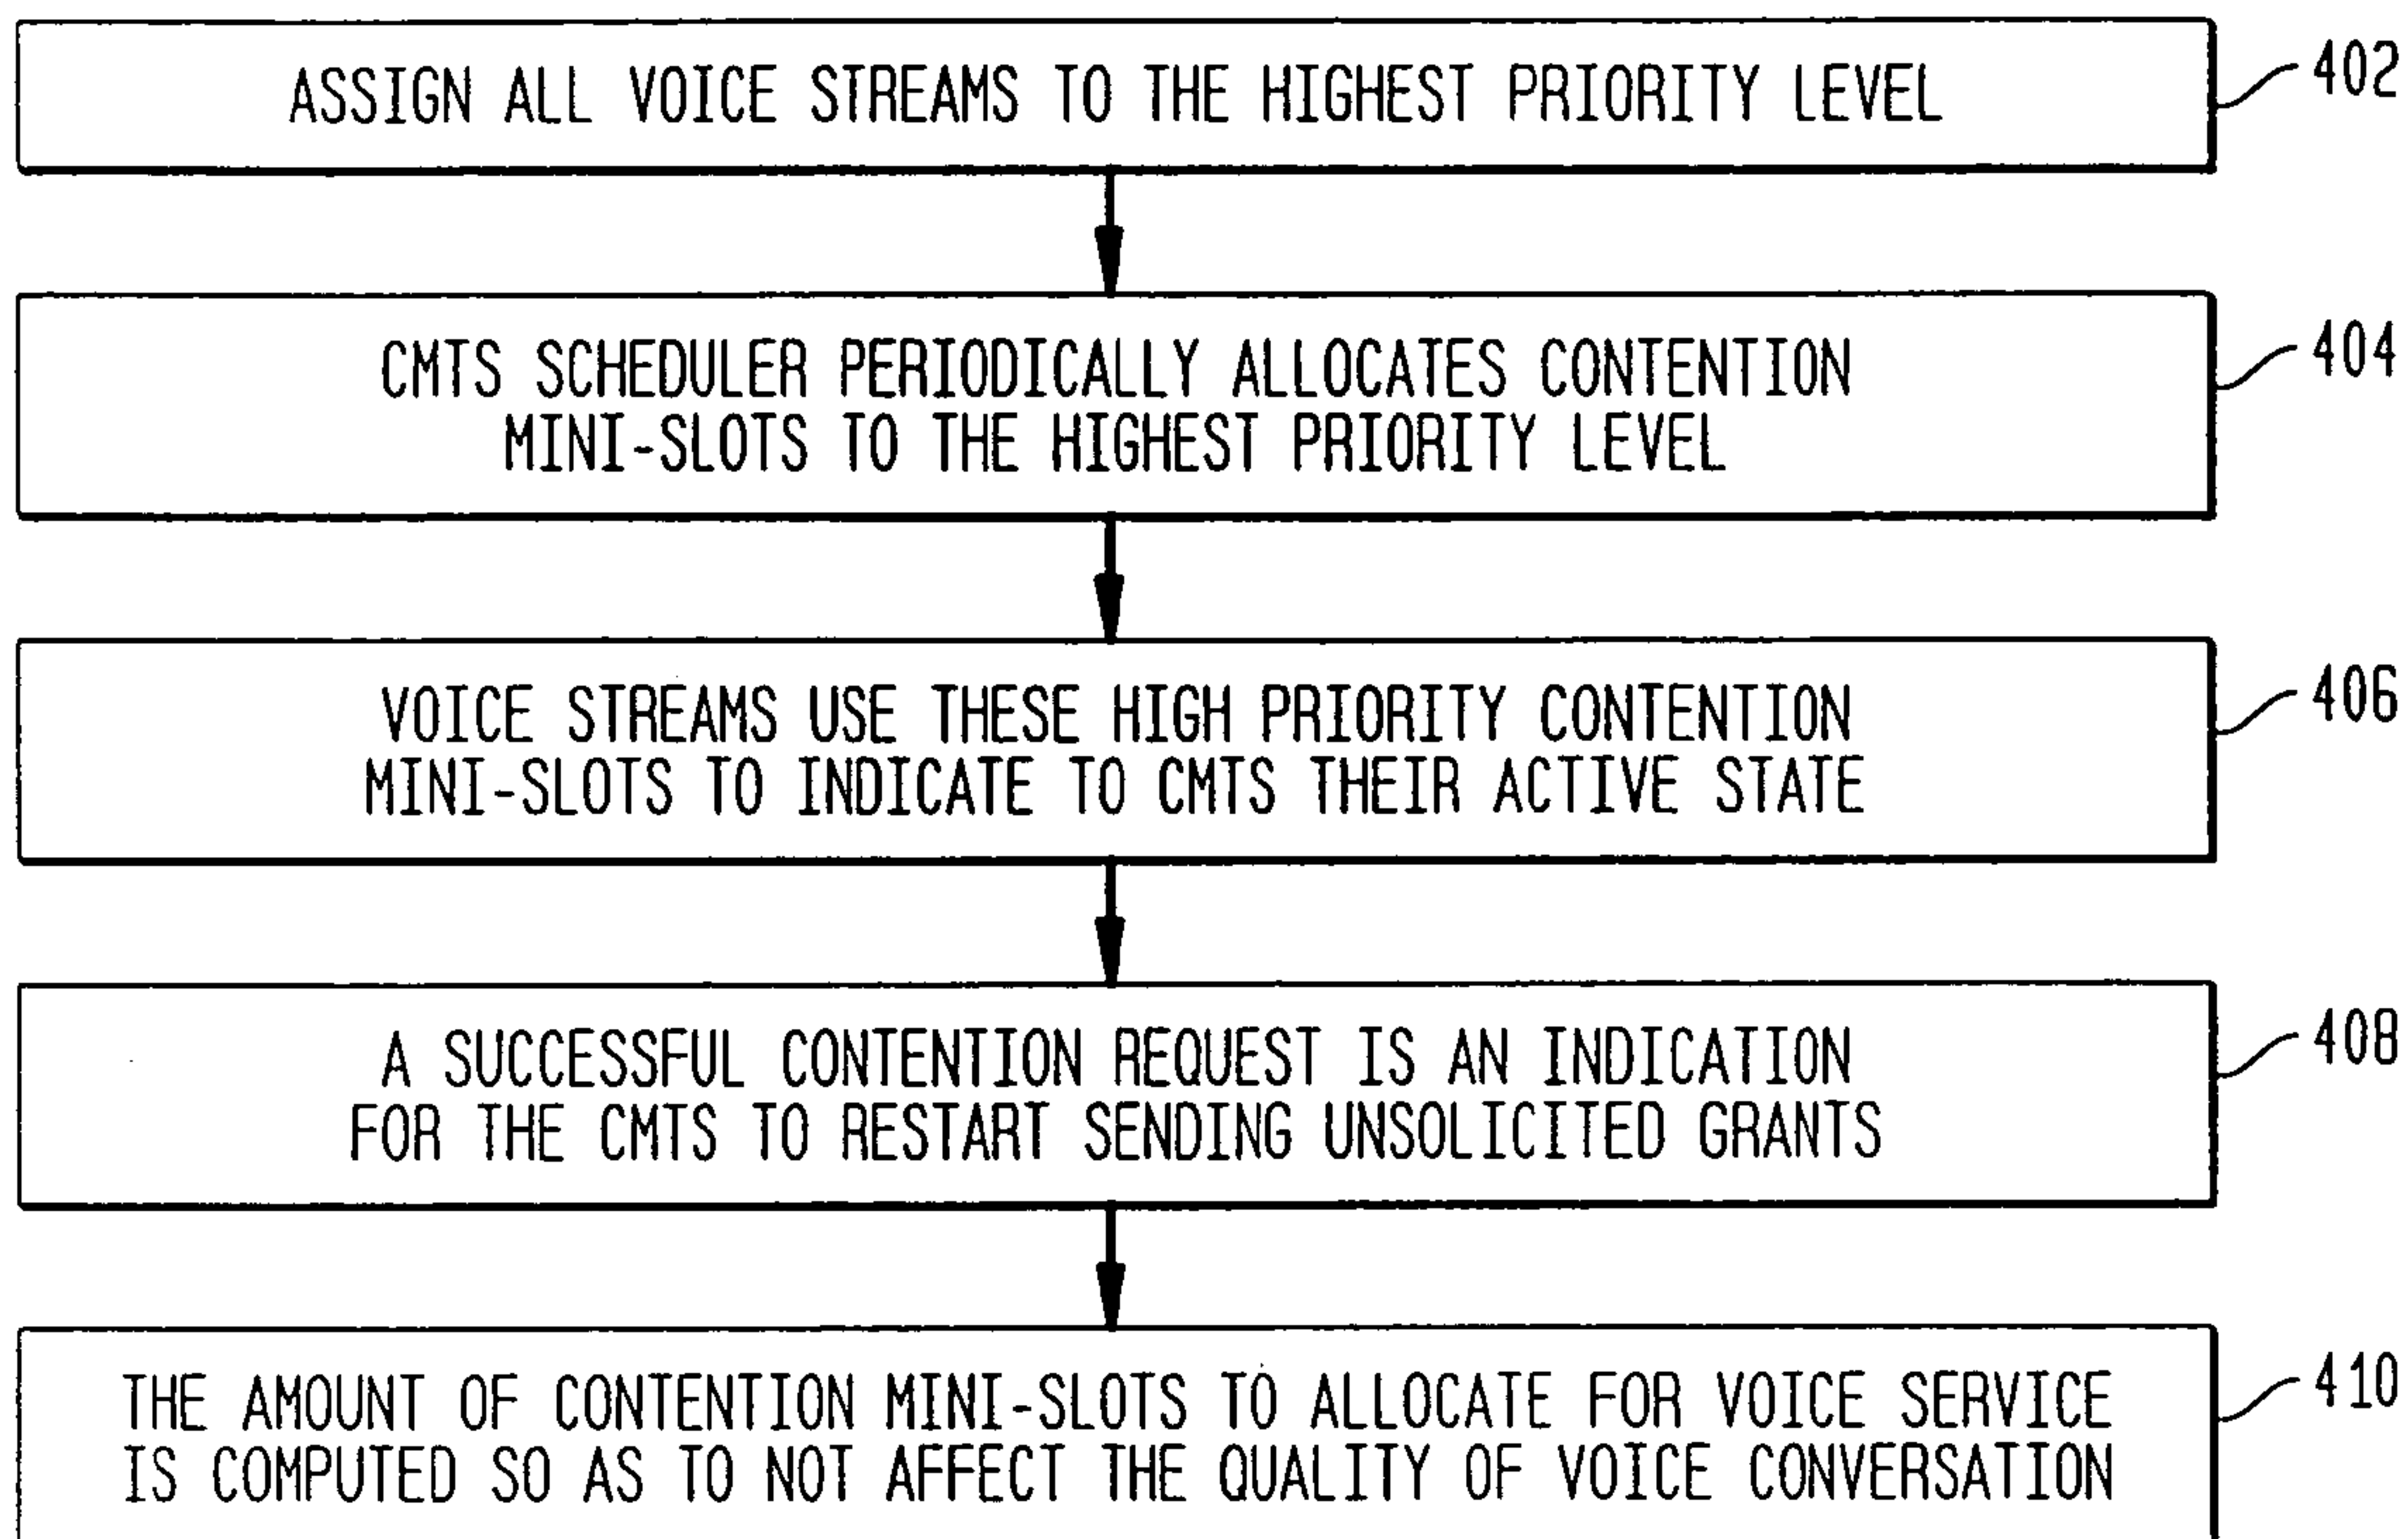 ASSIGN ALL VOICE STREAMS TO THE HIGHEST PRIORITY LEVEL
402
CMTS SCHEDULER PERIODICALLY ALLOCATES CONTENTION
MINI-SLOTS TO THE HIGHEST PRIORITY LEVEL
404
VOICE STREAMS USE THESE HIGH PRIORITY CONTENTION
MINI-SLOTS TO INDICATE TO CMTS THEIR ACTIVE STATE
406
A SUCCESSFUL CONTENTION REQUEST IS AN INDICATION
FOR THE CMTS TO RESTART SENDING UNSOLICITED GRANTS
408
THE AMOUNT OF CONTENTION MINI-SLOTS TO ALLOCATE FOR VOICE SERVICE
IS COMPUTED SO AS TO NOT AFFECT THE QUALITY OF VOICE CONVERSATION
410